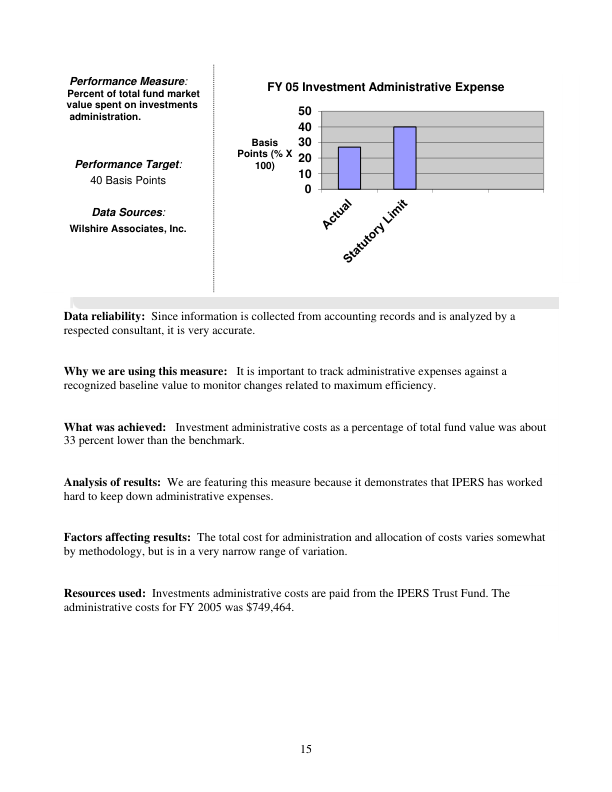 Performance Measure:
Percent of total fund market
value spent on investments
administration.
Performance Target:
40 Basis Points
Data Sources:
Wilshire Associates, Inc.
FY 05 Investment Administrative Expense
Basis
Points (% X
100)
50
40
30
20
10
0
Actual
Statutory Limit
Data reliability: Since information is collected from accounting records and is analyzed by a
respected consultant, it is very accurate.
Why we are using this measure: It is important to track administrative expenses against a
recognized baseline value to monitor changes related to maximum efficiency.
What was achieved: Investment administrative costs as a percentage of total fund value was about
33 percent lower than the benchmark.
Analysis of results: We are featuring this measure because it demonstrates that IPERS has worked
hard to keep down administrative expenses.
Factors affecting results: The total cost for administration and allocation of costs varies somewhat
by methodology, but is in a very narrow range of variation.
Resources used: Investments administrative costs are paid from the IPERS Trust Fund. The
administrative costs for FY 2005 was $749,464.
15